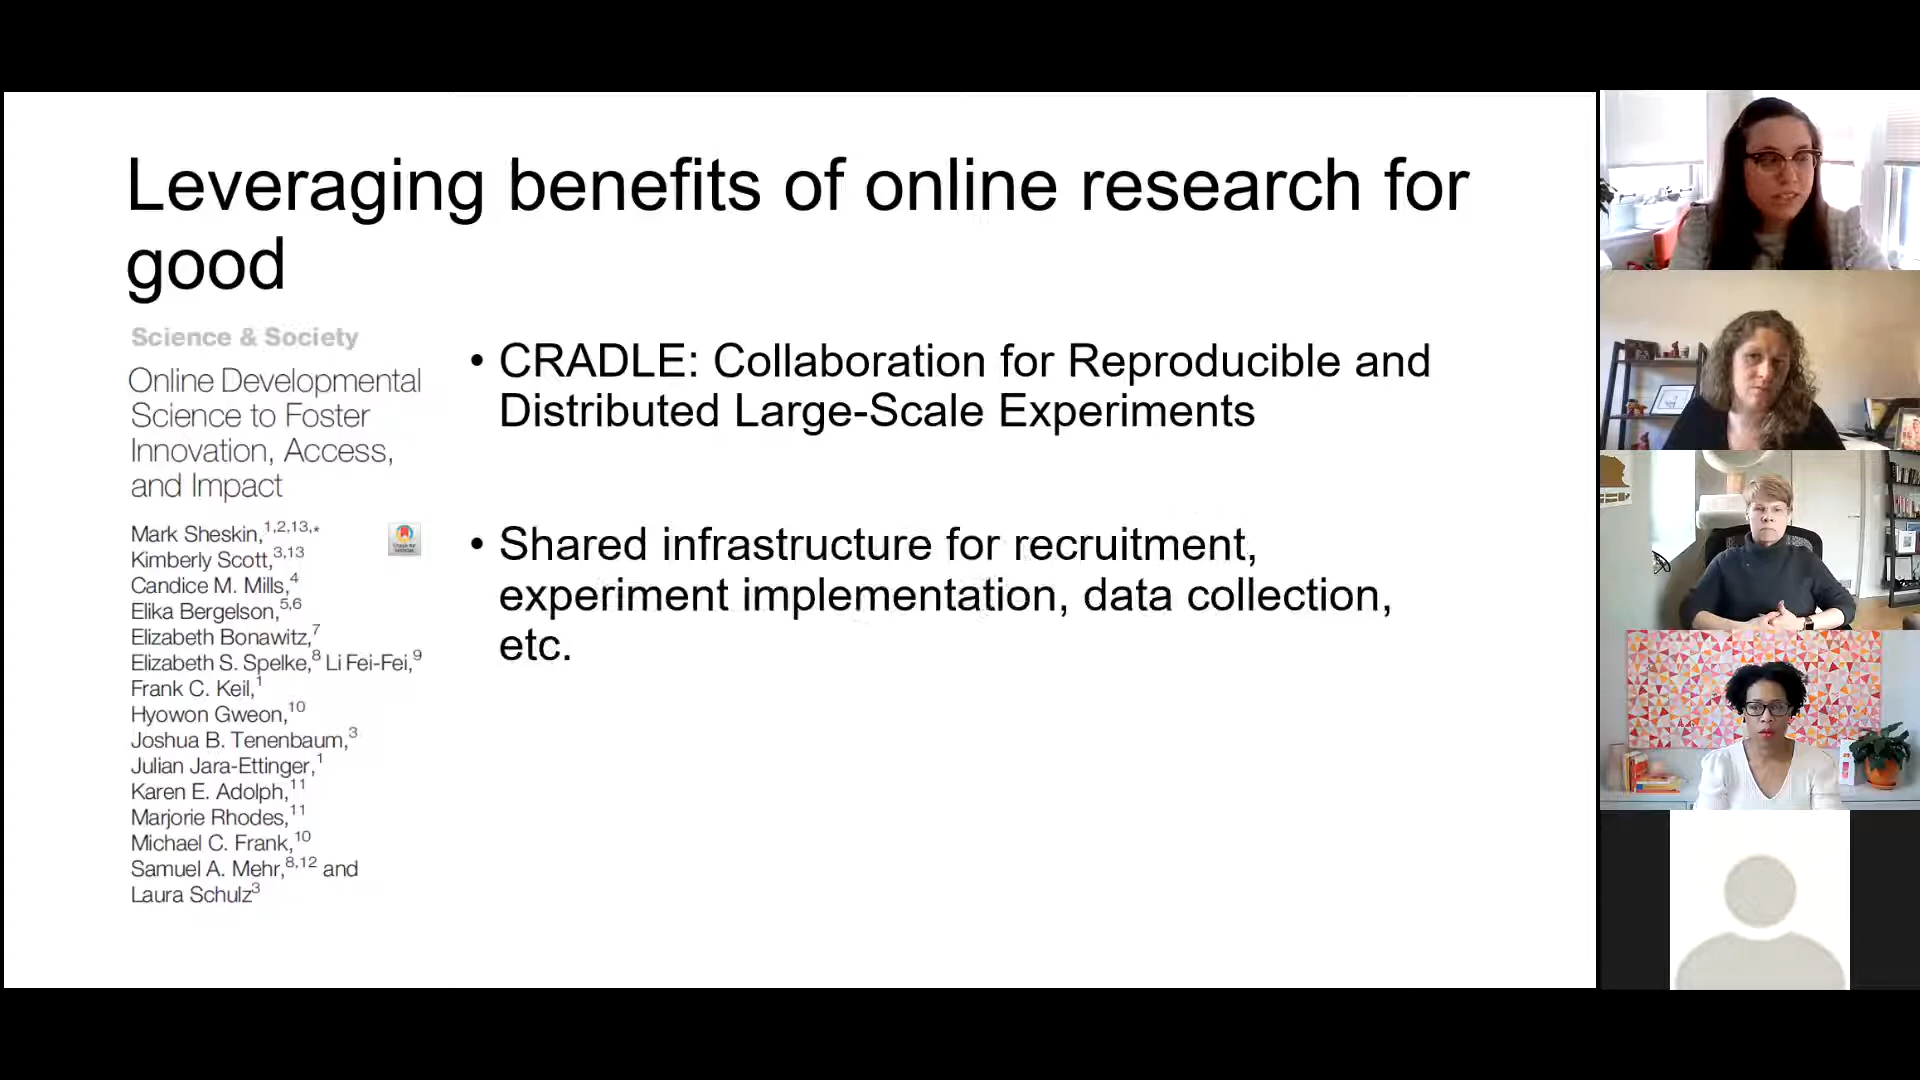 Leveraging benefits of online research for
good
Science & Society
Online Developmental
Science to Foster
Innovation, Access,
and Impact
Mark Sheskin,1,2,13,*
Kimberly Scott,3,13
Candice M. Mills,4
Elika Bergelson,5,6
Elizabeth Bonawitz,7
Elizabeth S. Spelke,8 Li Fei-Fei,9
Frank C. Keil,1
Hyowon Gweon,10
Joshua B. Tenenbaum,3
Julian Jara-Ettinger,1
Karen E. Adolph,11
Marjorie Rhodes,11
Michael C. Frank,10
Samuel A. Mehr,8,12 and
Laura Schulz3
• CRADLE: Collaboration for Reproducible and
Distributed Large-Scale Experiments
• Shared infrastructure for recruitment,
experiment implementation, data collection,
etc.